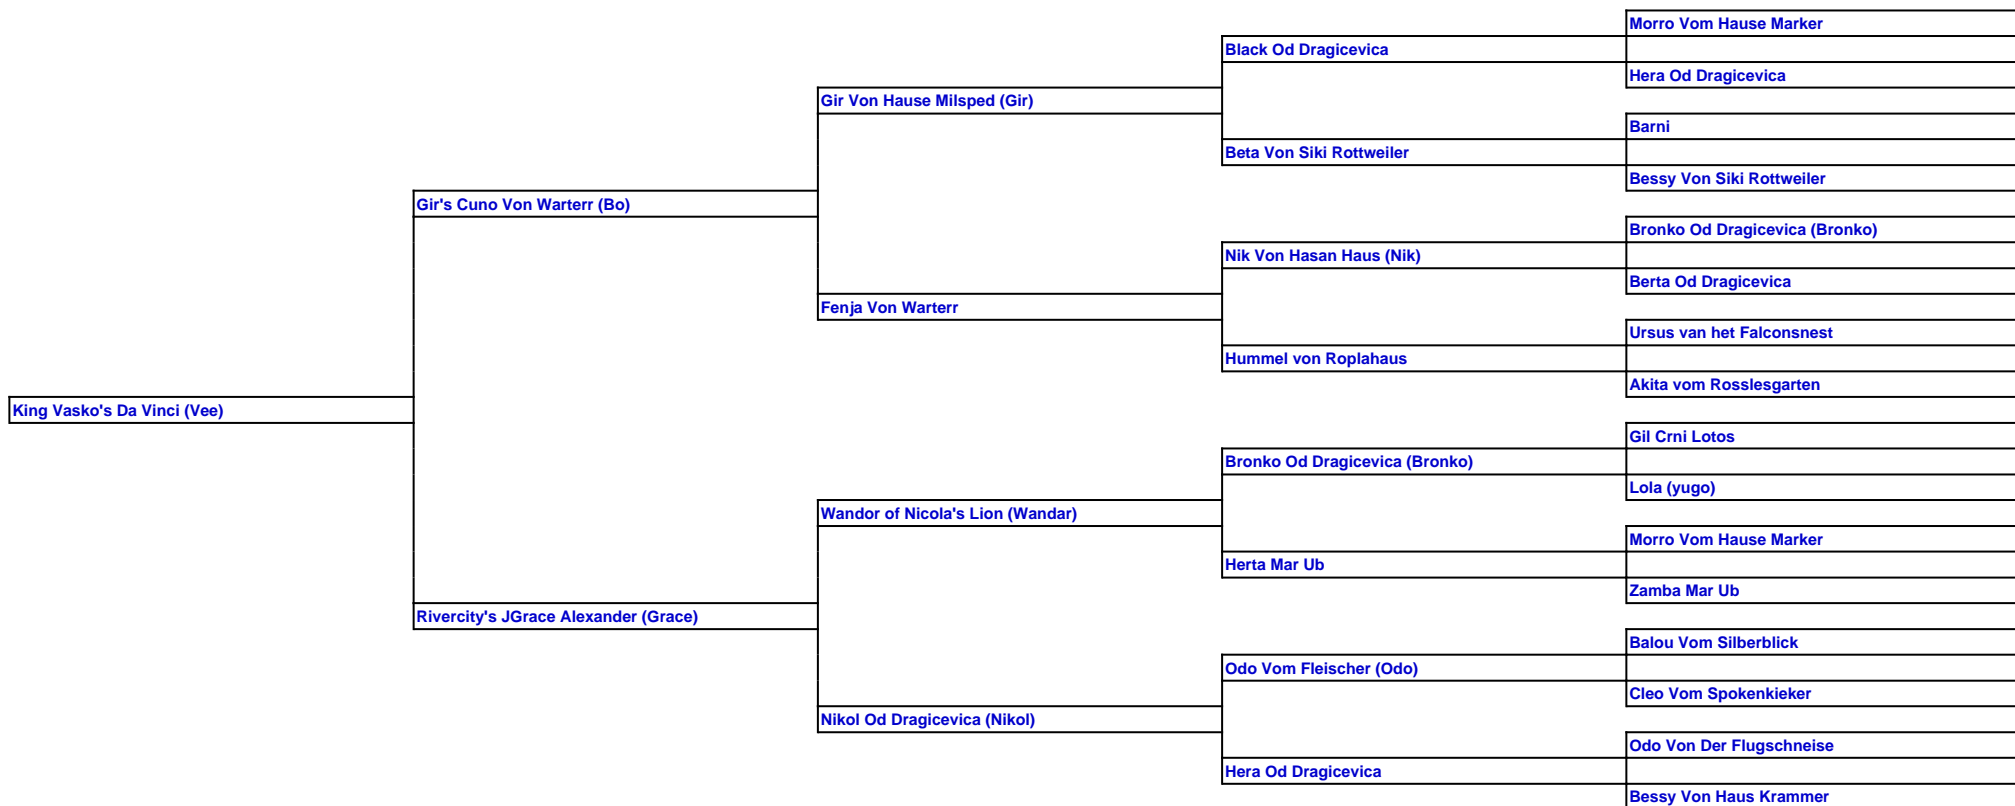 Morro Vom Hause Marker
Black Od Dragicevica
Hera Od Dragicevica
Gir Von Hause Milsped (Gir)
Barni
Beta Von Siki Rottweiler
Bessy Von Siki Rottweiler
Gir's Cuno Von Warterr (Bo)
Bronko Od Dragicevica (Bronko)
Nik Von Hasan Haus (Nik)
Berta Od Dragicevica
Fenja Von Warterr
Ursus van het Falconsnest
Hummel von Roplahaus
Akita vom Rosslesgarten
King Vasko's Da Vinci (Vee)
Gil Crni Lotos
Bronko Od Dragicevica (Bronko)
Lola (yugo)
Wandor of Nicola's Lion (Wandar)
Morro Vom Hause Marker
Herta Mar Ub
Zamba Mar Ub
Rivercity's JGrace Alexander (Grace)
Balou Vom Silberblick
Odo Vom Fleischer (Odo)
Cleo Vom Spokenkieker
Nikol Od Dragicevica (Nikol)
Odo Von Der Flugschneise
Hera Od Dragicevica
Bessy Von Haus Krammer